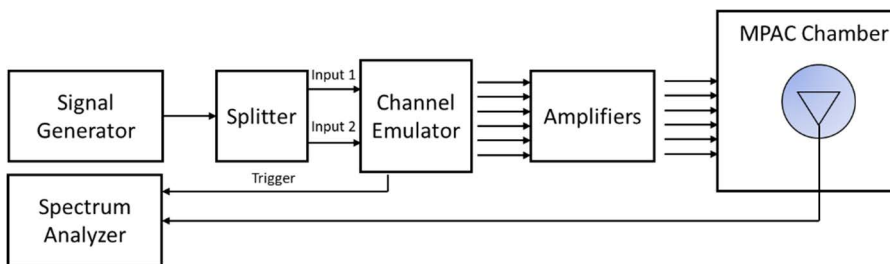 MPAC Chamber
Signal
Generator
Splitter
Input 1
Input 2
Channel
Emulator
Amplifiers
Trigger
Spectrum
Analyzer